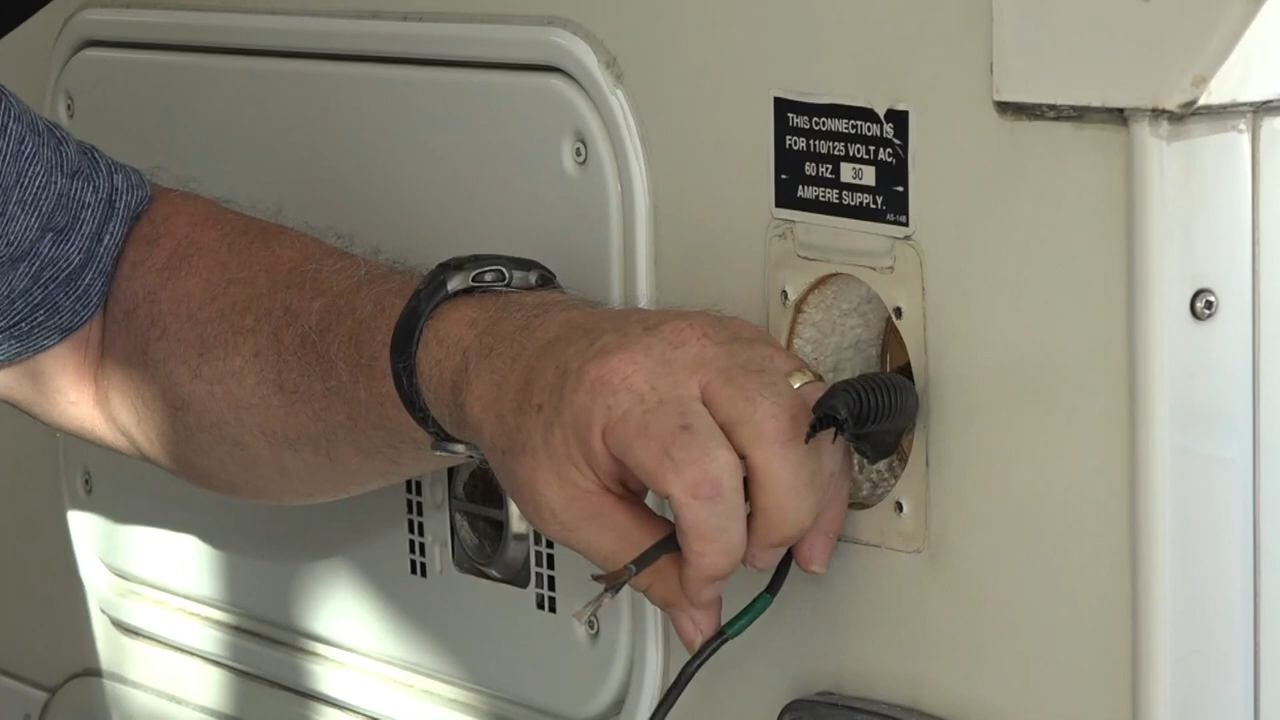 THIS CONNECTION IS
FOR 110/125 VOLT AC,
60 HZ. 30
AMPERE SUPPLY.
AS-14B